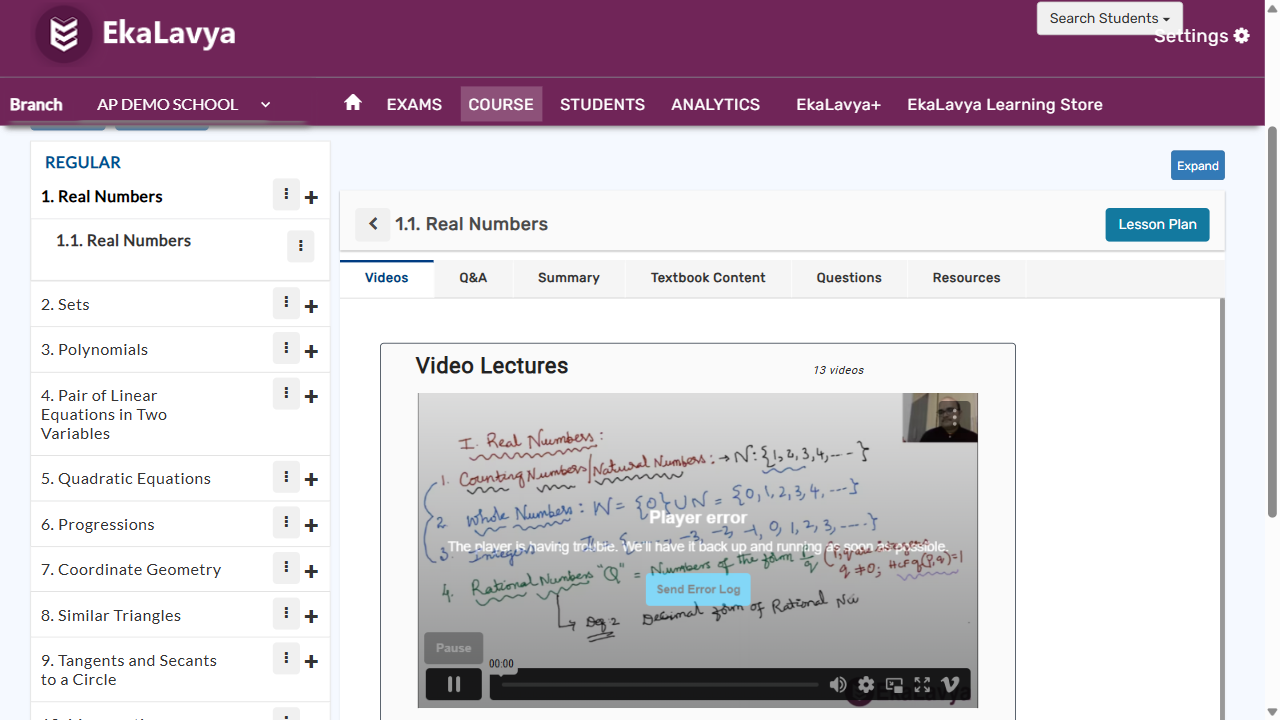 EkaLavya
Search Students
Settings
Branch
AP DEMO SCHOOL
EXAMS
COURSE
STUDENTS
ANALYTICS
EkaLavya+
EkaLavya Learning Store
REGULAR
1. Real Numbers
1.1. Real Numbers
2. Sets
3. Polynomials
4. Pair of Linear
Equations in Two
Variables
5. Quadratic Equations
6. Progressions
7. Coordinate Geometry
8. Similar Triangles
9. Tangents and Secants
to a Circle
Expand
1.1. Real Numbers
Lesson Plan
Videos
Q&A
Summary
Textbook Content
Questions
Resources
Video Lectures
13 videos
I. Real Numbers:
1. Counting Numbers/Natural Numbers: → N: {1, 2, 3, 4, ---- }
2. Whole Numbers: W = {0} U N = {0, 1, 2, 3, 4, ---}
Player error
3. Integers -3, -2, -1, 0, 1, 2, 3, ----}
The player is having trouble. We'll have it back up and running as soon as possible.
4. Rational Numbers "Q" = Numbers of the form p/q
q ≠ 0; HCF of (p,q)=1
Send Error Log
Decimal form of Rational
Pause
00:00
EkaLavya